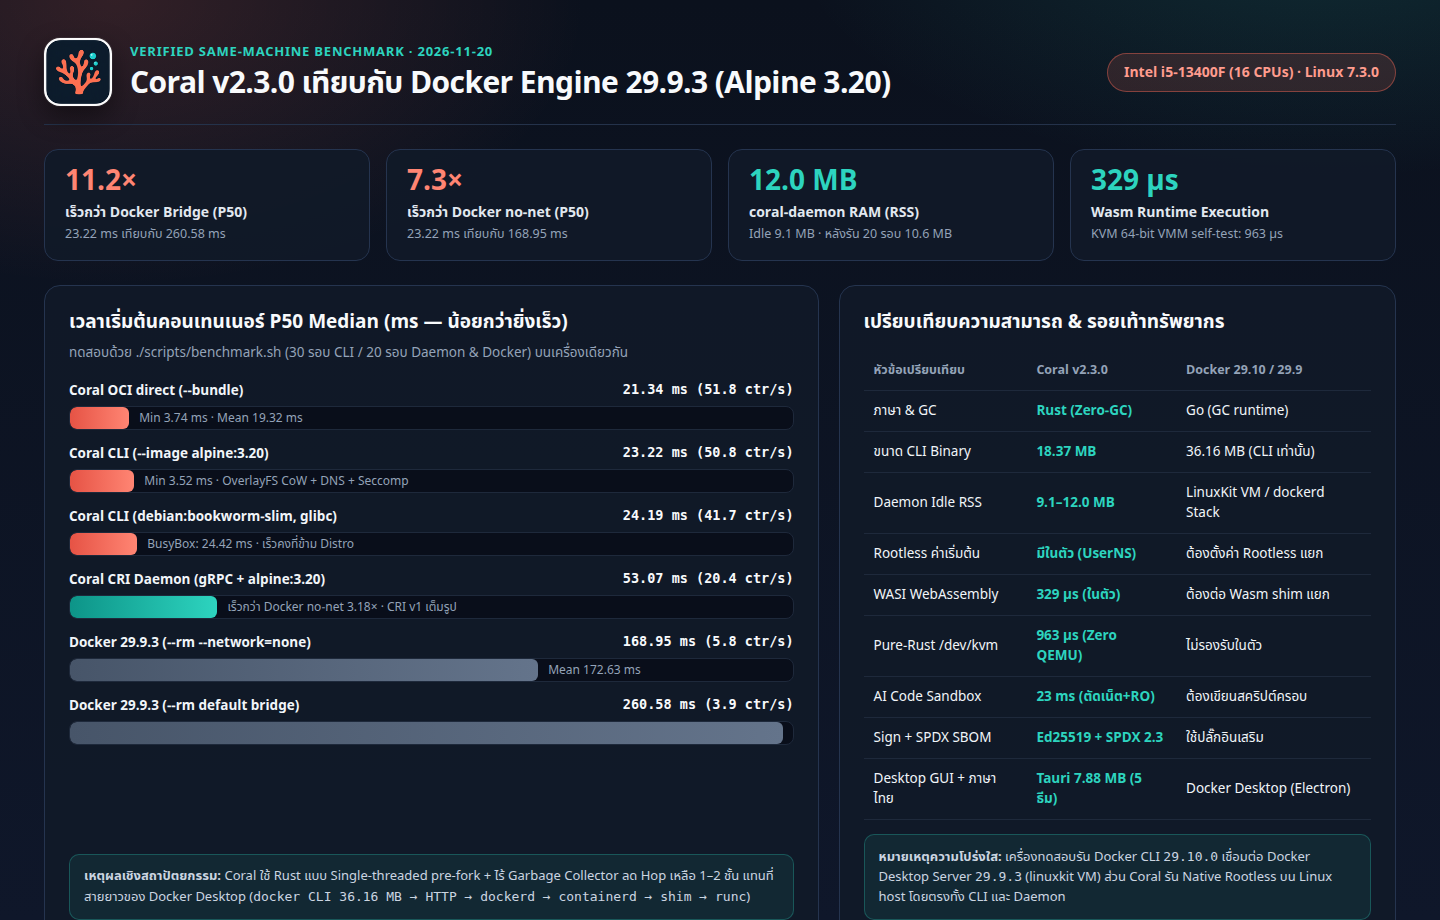 VERIFIED SAME-MACHINE BENCHMARK · 2026-11-20
Coral v2.3.0 เทียบกับ Docker Engine 29.9.3 (Alpine 3.20)
Intel i5-13400F (16 CPUs) · Linux 7.3.0
11.2×
เร็วกว่า Docker Bridge (P50)
23.22 ms เทียบกับ 260.58 ms
7.3×
เร็วกว่า Docker no-net (P50)
23.22 ms เทียบกับ 168.95 ms
12.0 MB
coral-daemon RAM (RSS)
Idle 9.1 MB · หลังรัน 20 รอบ 10.6 MB
329 µs
Wasm Runtime Execution
KVM 64-bit VMM self-test: 963 µs
เวลาเริ่มต้นคอนเทนเนอร์ P50 Median (ms — น้อยกว่ายิ่งเร็ว)
ทดสอบด้วย ./scripts/benchmark.sh (30 รอบ CLI / 20 รอบ Daemon & Docker) บนเครื่องเดียวกัน
Coral OCI direct (--bundle) 21.34 ms (51.8 ctr/s)
Min 3.74 ms · Mean 19.32 ms
Coral CLI (--image alpine:3.20) 23.22 ms (50.8 ctr/s)
Min 3.52 ms · OverlayFS CoW + DNS + Seccomp
Coral CLI (debian:bookworm-slim, glibc) 24.19 ms (41.7 ctr/s)
BusyBox: 24.42 ms · เร็วคงที่ข้าม Distro
Coral CRI Daemon (gRPC + alpine:3.20) 53.07 ms (20.4 ctr/s)
เร็วกว่า Docker no-net 3.18× · CRI v1 เต็มรูป
Docker 29.9.3 (--rm --network=none) 168.95 ms (5.8 ctr/s)
Mean 172.63 ms
Docker 29.9.3 (--rm default bridge) 260.58 ms (3.9 ctr/s)
เหตุผลเชิงสถาปัตยกรรม: Coral ใช้ Rust แบบ Single-threaded pre-fork + ไร้ Garbage Collector ลด Hop เหลือ 1–2 ชั้น แทนที่
สายยาวของ Docker Desktop (docker CLI 36.16 MB → HTTP → dockerd → containerd → shim → runc)
เปรียบเทียบความสามารถ & รอยเท้าทรัพยากร
หัวข้อเปรียบเทียบ Coral v2.3.0 Docker 29.10 / 29.9
ภาษา & GC Rust (Zero-GC) Go (GC runtime)
ขนาด CLI Binary 18.37 MB 36.16 MB (CLI เท่านั้น)
Daemon Idle RSS 9.1–12.0 MB LinuxKit VM / dockerd
Stack
Rootless ค่าเริ่มต้น มีในตัว (UserNS) ต้องตั้งค่า Rootless แยก
WASI WebAssembly 329 µs (ในตัว) ต้องต่อ Wasm shim แยก
Pure-Rust /dev/kvm 963 µs (Zero
QEMU) ไม่รองรับในตัว
AI Code Sandbox 23 ms (ตัดเน็ต+RO) ต้องเขียนสคริปต์ครอบ
Sign + SPDX SBOM Ed25519 + SPDX 2.3 ใช้ปลั๊กอินเสริม
Desktop GUI + ภาษา
ไทย Tauri 7.88 MB (5
ธีม) Docker Desktop (Electron)
หมายเหตุความโปร่งใส: เครื่องทดสอบรัน Docker CLI 29.10.0 เชื่อมต่อ Docker
Desktop Server 29.9.3 (linuxkit VM) ส่วน Coral รัน Native Rootless บน Linux
host โดยตรงทั้ง CLI และ Daemon